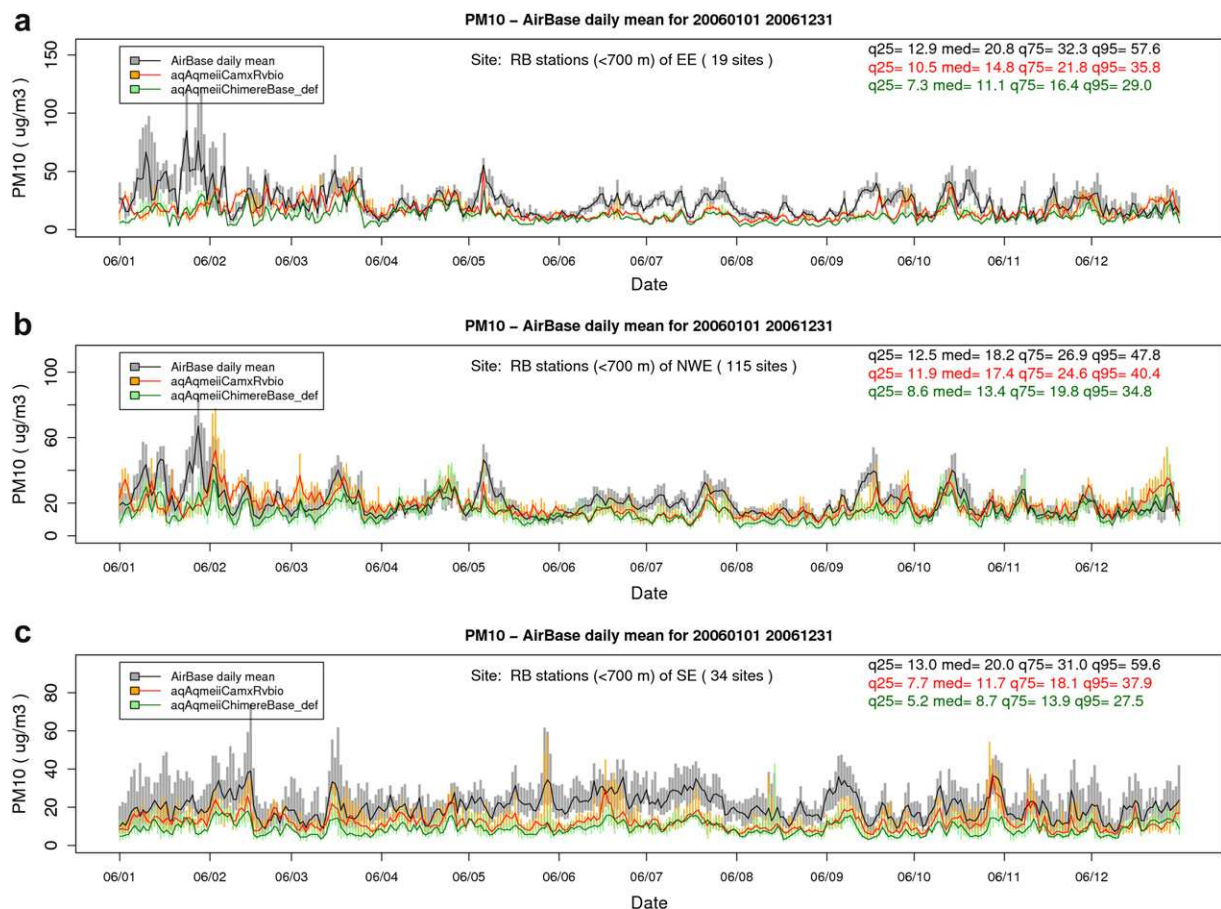 a
PM10 – AirBase daily mean for 20060101 20061231
AirBase daily mean
aqAqmeiiCamxRvbio
aqAqmeiiChimereBase_def
Site: RB stations (<700 m) of EE ( 19 sites )
q25= 12.9 med= 20.8 q75= 32.3 q95= 57.6
q25= 10.5 med= 14.8 q75= 21.8 q95= 35.8
q25= 7.3 med= 11.1 q75= 16.4 q95= 29.0
PM10 ( ug/m3 )
150
100
50
0
06/01 06/02 06/03 06/04 06/05 06/06 06/07 06/08 06/09 06/10 06/11 06/12
Date
b
PM10 – AirBase daily mean for 20060101 20061231
AirBase daily mean
aqAqmeiiCamxRvbio
aqAqmeiiChimereBase_def
Site: RB stations (<700 m) of NWE ( 115 sites )
q25= 12.5 med= 18.2 q75= 26.9 q95= 47.8
q25= 11.9 med= 17.4 q75= 24.6 q95= 40.4
q25= 8.6 med= 13.4 q75= 19.8 q95= 34.8
PM10 ( ug/m3 )
100
60
20
0
06/01 06/02 06/03 06/04 06/05 06/06 06/07 06/08 06/09 06/10 06/11 06/12
Date
c
PM10 – AirBase daily mean for 20060101 20061231
AirBase daily mean
aqAqmeiiCamxRvbio
aqAqmeiiChimereBase_def
Site: RB stations (<700 m) of SE ( 34 sites )
q25= 13.0 med= 20.0 q75= 31.0 q95= 59.6
q25= 7.7 med= 11.7 q75= 18.1 q95= 37.9
q25= 5.2 med= 8.7 q75= 13.9 q95= 27.5
PM10 ( ug/m3 )
80
60
40
20
0
06/01 06/02 06/03 06/04 06/05 06/06 06/07 06/08 06/09 06/10 06/11 06/12
Date